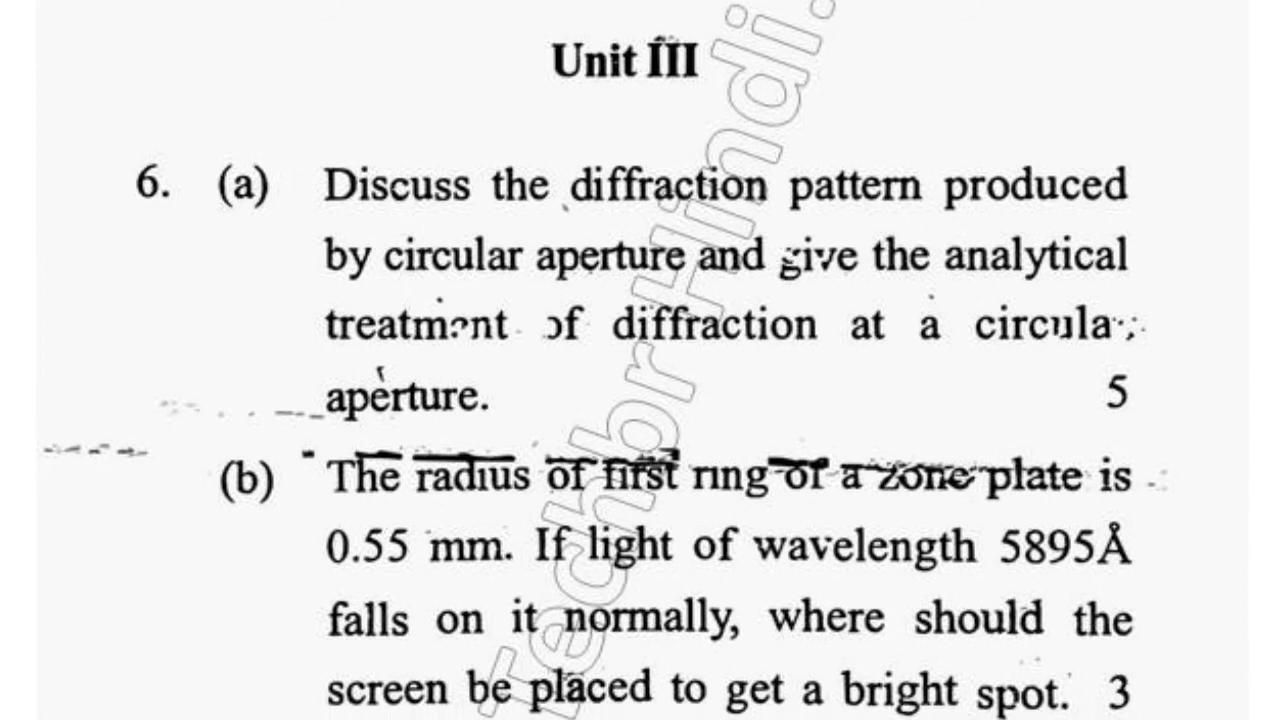 Unit III
6. (a) Discuss the diffraction pattern produced
by circular aperture and give the analytical
treatment of diffraction at a circular
aperture. 5
(b) The radius of first ring of a zone plate is
0.55 mm. If light of wavelength 5895Å
falls on it normally, where should the
screen be placed to get a bright spot. 3
Techbr Hindi.